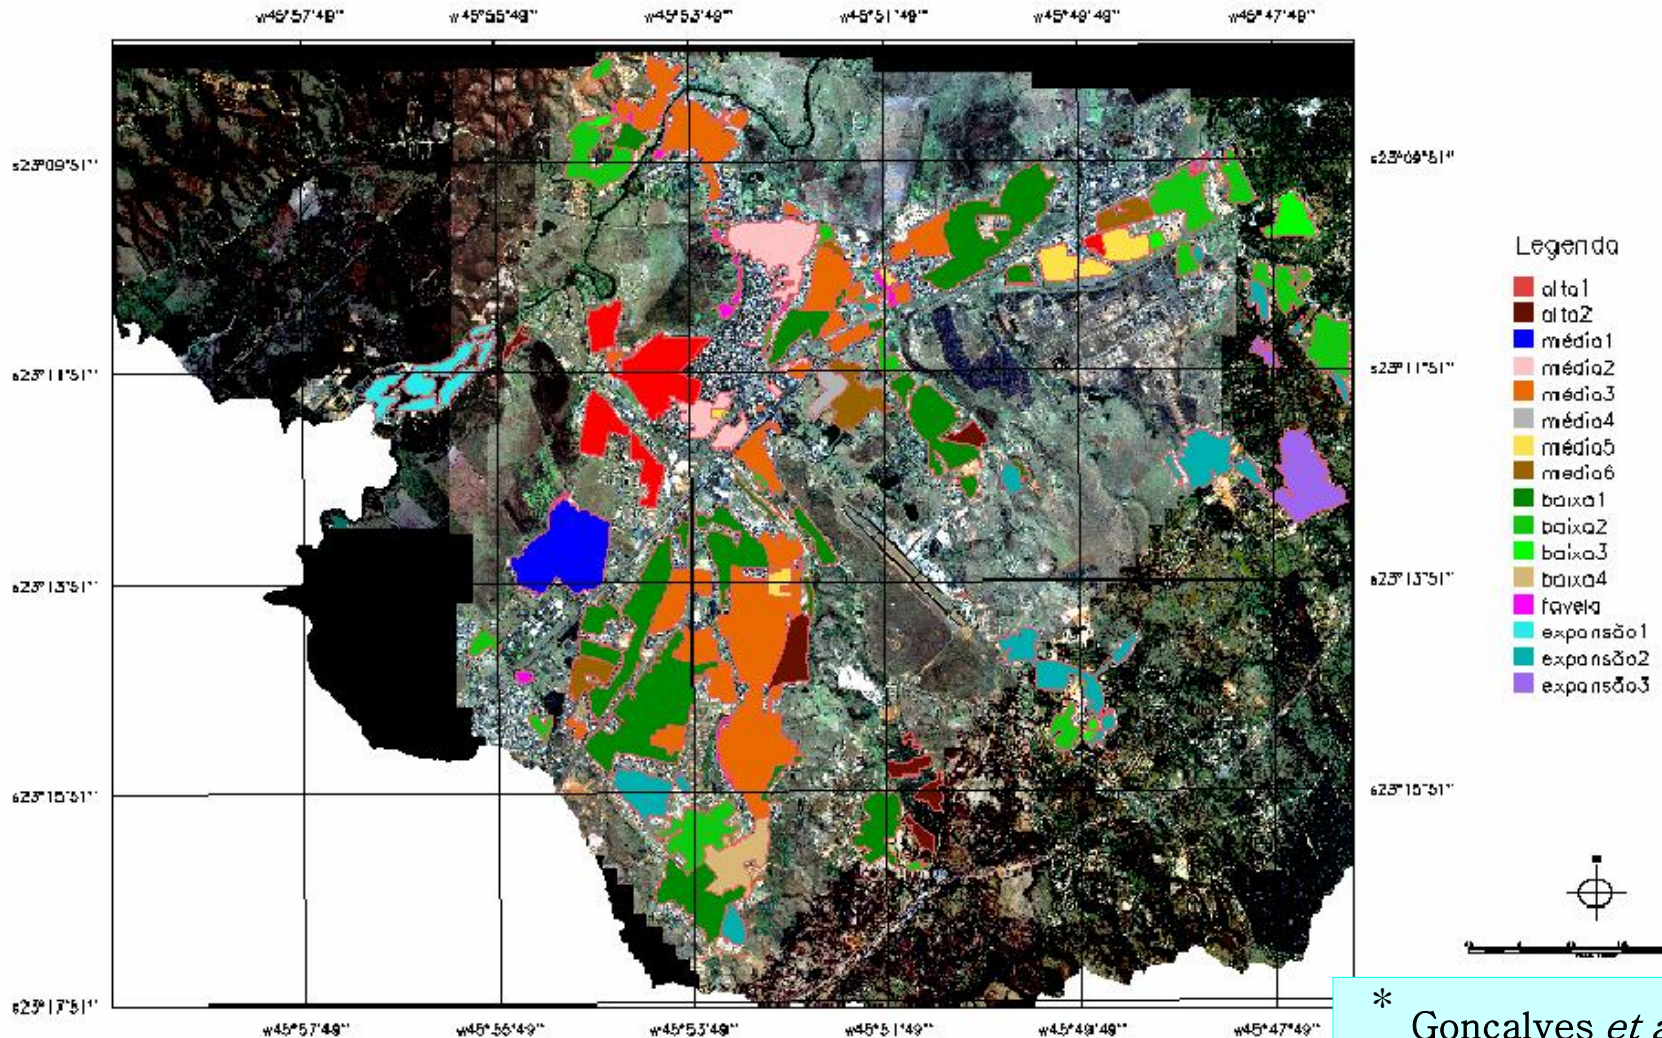 w45°57'49" w45°55'49" w45°53'49" w45°51'49" w45°49'49" w45°47'49"
s23°09'51" s23°09'51"
s23°11'51" s23°11'51"
s23°13'51" s23°13'51"
s23°15'51" s23°15'51"
s23°17'51"
w45°57'49" w45°55'49" w45°53'49" w45°51'49" w45°49'49" w45°47'49"
Legenda
alta1
alta2
média1
média2
média3
média4
média5
media6
baixa1
baixa2
baixa3
baixa4
favela
expansão1
expansão2
expansão3
*
Gonçalves et a